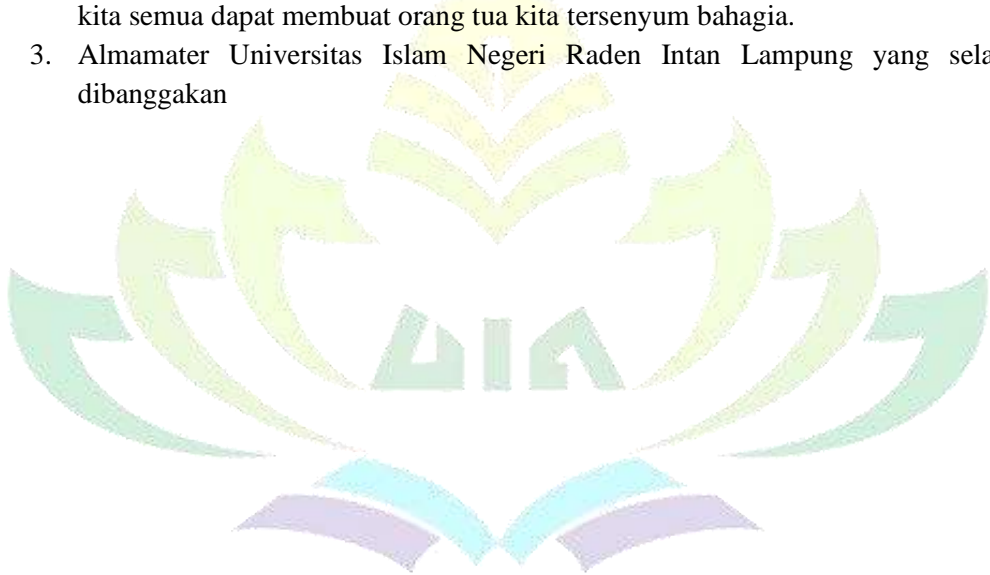 kita semua dapat membuat orang tua kita tersenyum bahagia.
3. Almamater Universitas Islam Negeri Raden Intan Lampung yang sela
dibanggakan
UIN